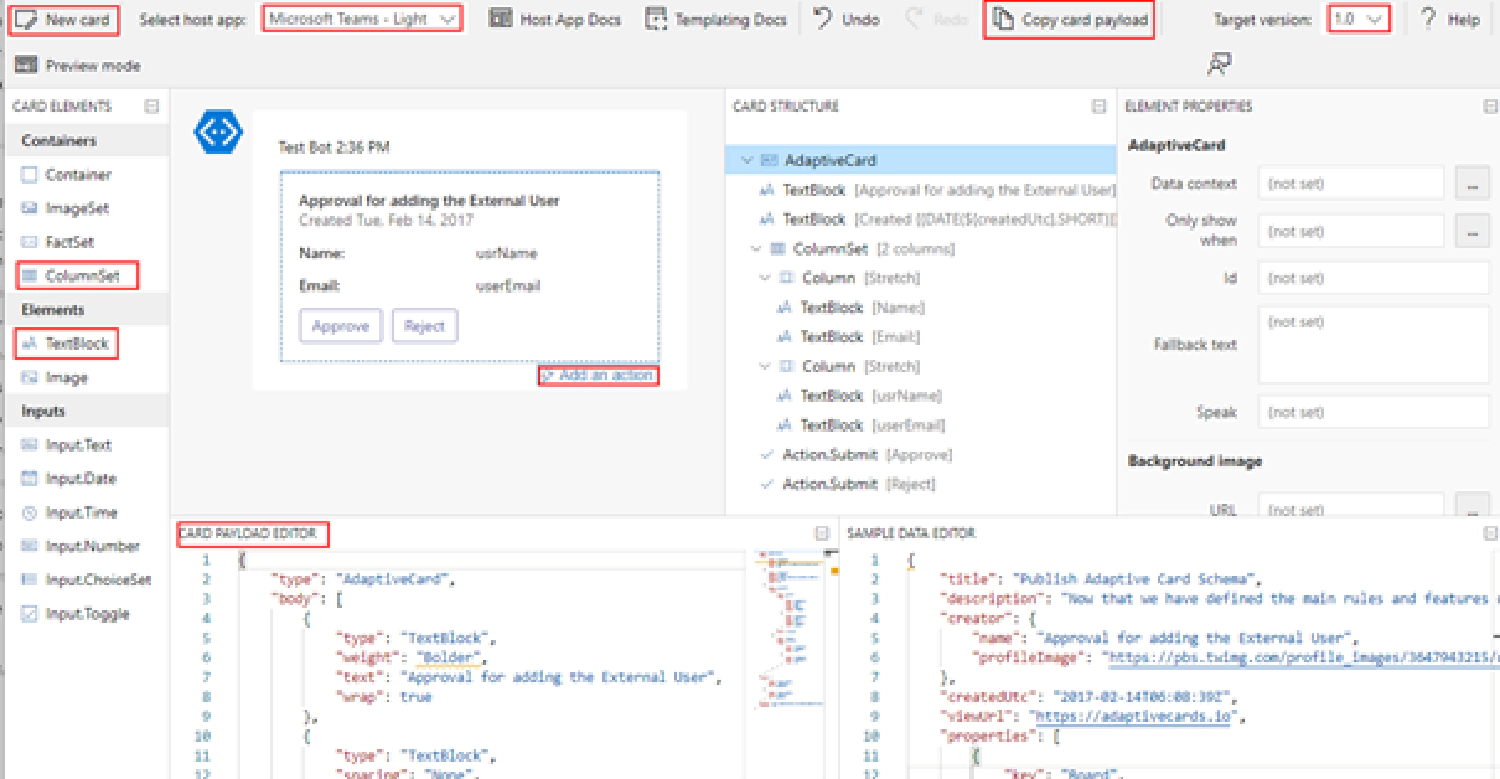 New card
Select host app:
Microsoft Teams - Light
Host App Docs
Templating Docs
Undo
Redo
Copy card payload
Target version:
1.0
Help
Preview mode
CARD ELEMENTS
Containers
Container
ImageSet
FactSet
ColumnSet
Elements
TextBlock
Image
Inputs
Input.Text
Input.Date
Input.Time
Input.Number
Input.ChoiceSet
Input.Toggle
Test Bot 2:36 PM
Approval for adding the External User
Created Tue, Feb 14, 2017
Name: usrName
Email: userEmail
Approve Reject
Add an action
CARD STRUCTURE
AdaptiveCard
TextBlock [Approval for adding the External User]
TextBlock [Created {{DATE(${createdUtc},SHORT)}
ColumnSet [2 columns]
Column [Stretch]
TextBlock [Name:]
TextBlock [Email:]
Column [Stretch]
TextBlock [usrName]
TextBlock [userEmail]
Action.Submit [Approve]
Action.Submit [Reject]
ELEMENT PROPERTIES
AdaptiveCard
Data context (not set) ...
Only show when (not set) ...
Id (not set)
Fallback text (not set)
Speak (not set)
Background image
URL (not set) ...
CARD PAYLOAD EDITOR
1 {
2 "type": "AdaptiveCard",
3 "body": [
4 {
5 "type": "TextBlock",
6 "weight": "Bolder",
7 "text": "Approval for adding the External User",
8 "wrap": true
9 },
10 {
11 "type": "TextBlock",
12 "spacing": "None",
SAMPLE DATA EDITOR
1 {
2 "title": "Publish Adaptive Card Schema",
3 "description": "Now that we have defined the main rules and features
4 "creator": {
5 "name": "Approval for adding the External User",
6 "profileImage": "https://pbs.twimg.com/profile_images/3647943215/
7 },
8 "createdUtc": "2017-02-14T06:08:39Z",
9 "viewUrl": "https://adaptivecards.io",
10 "properties": [
11 {
12 "key": "Board",